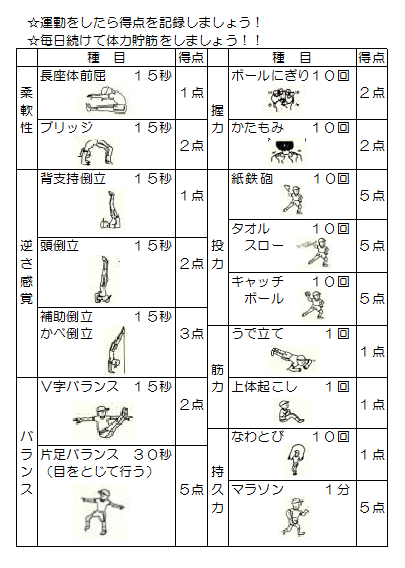 ☆運動をしたら得点を記録しましょう！
☆毎日続けて体力貯筋をしましょう！！
種　目　得点
柔軟性
長座体前屈　１５秒
１点
ブリッジ　１５秒
２点
逆さ感覚
背支持倒立　１５秒
１点
頭倒立　１５秒
２点
補助倒立　１５秒
かべ倒立
３点
バランス
Ｖ字バランス　１５秒
２点
片足バランス　３０秒
（目をとじて行う）
５点
種　目　得点
握力
ボールにぎり１０回
２点
かたもみ　１０回
２点
投力
紙鉄砲　１０回
５点
タオル　１０回
スロー
５点
キャッチ　１０回
ボール
５点
筋力
うで立て　１回
１点
上体起こし　１回
１点
持久力
なわとび　１０回
１点
マラソン　１分
５点